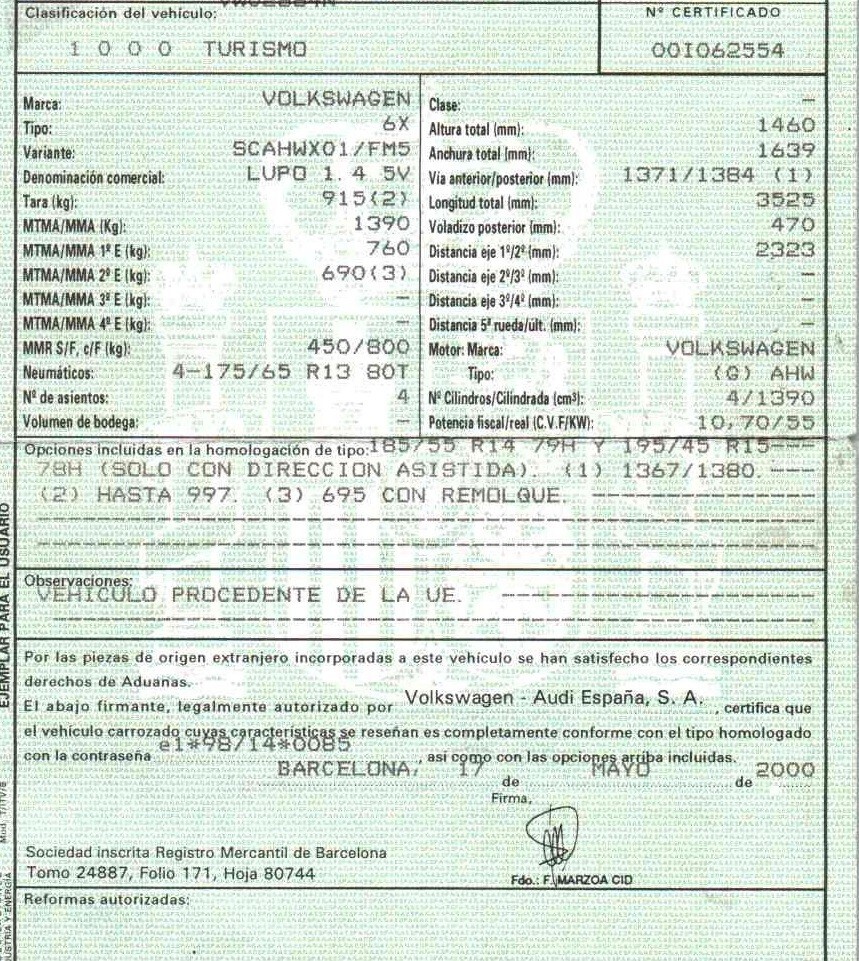 Clasificación del vehículo:
1 0 0 0 TURISMO
Nº CERTIFICADO
00I062554
Marca: VOLKSWAGEN
Tipo: 6X
Variante: SCAHWX01/FM5
Denominación comercial: LUPO 1.4 5V
Tara (kg): 915(2)
MTMA/MMA (Kg): 1390
MTMA/MMA 1º E (kg): 760
MTMA/MMA 2º E (kg): 690(3)
MTMA/MMA 3º E (kg): —
MTMA/MMA 4º E (kg): —
MMR S/F, c/F (kg): 450/800
Neumáticos: 4-175/65 R13 80T
Nº de asientos: 4
Volumen de bodega: —
Clase: —
Altura total (mm): 1460
Anchura total (mm): 1639
Vía anterior/posterior (mm): 1371/1384 (1)
Longitud total (mm): 3525
Voladizo posterior (mm): 470
Distancia eje 1º/2º (mm): 2323
Distancia eje 2º/3º (mm): —
Distancia eje 3º/4º (mm): —
Distancia 5ª rueda/últ. (mm): —
Motor: Marca: VOLKSWAGEN
Tipo: (G) AHW
Nº Cilindros/Cilindrada (cm³): 4/1390
Potencia fiscal/real (C.V.F/KW): 10,70/55
Opciones incluidas en la homologación de tipo: 185/55 R14 79H Y 195/45 R15---
78H (SOLO CON DIRECCION ASISTIDA). (1) 1367/1380.---
(2) HASTA 997. (3) 695 CON REMOLQUE. ----------------
Observaciones:
VEHICULO PROCEDENTE DE LA UE. ----------------------
Por las piezas de origen extranjero incorporadas a este vehículo se han satisfecho los correspondientes
derechos de Aduanas.
El abajo firmante, legalmente autorizado por Volkswagen - Audi España, S. A. , certifica que
el vehículo carrozado cuyas características se reseñan es completamente conforme con el tipo homologado
con la contraseña e1*98/14*0085 , así como con las opciones arriba incluidas.
BARCELONA, 17 de MAYO de 2000
Firma,
Sociedad inscrita Registro Mercantil de Barcelona
Tomo 24887, Folio 171, Hoja 80744
Fdo.: F. MARZOA CID
Reformas autorizadas:
EJEMPLAR PARA EL USUARIO